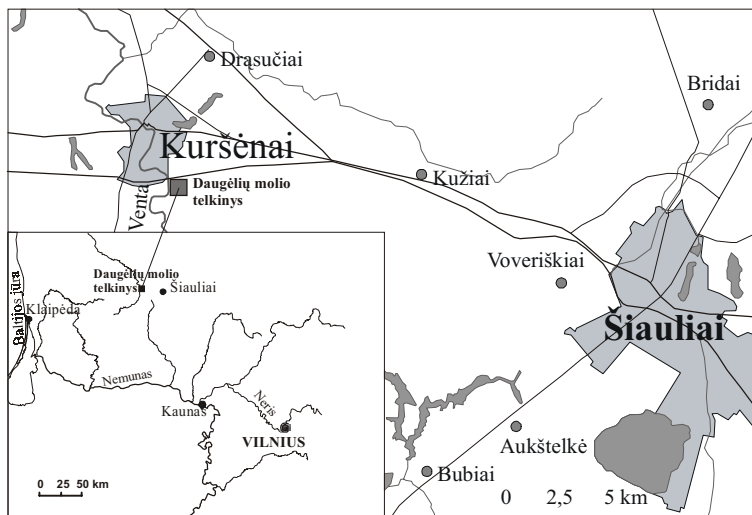 Drąsučiai
Bridai
Kuršėnai
Kužiai
Daugėlių molio
telkinys
Venta
Voveriškiai
Šiauliai
Aukštelkė
Bubiai
0 2,5 5 km
Daugėlių molio
telkinys
Šiauliai
Baltijos jūra
Klaipėda
Nemunas
Neris
Kaunas
VILNIUS
0 25 50 km